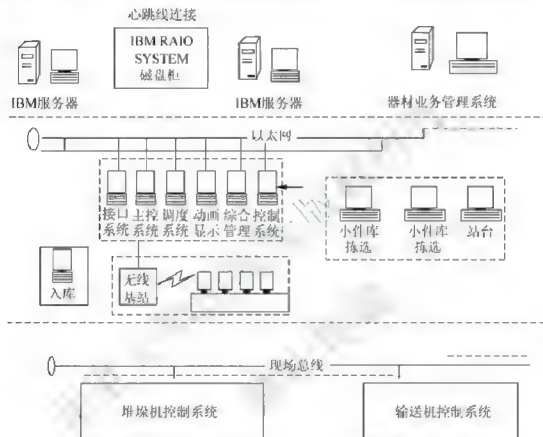 心跳线连接
IBM RAIO
SYSTEM
磁盘柜
IBM服务器
IBM服务器
器材业务管理系统
以太网
接口系统
主控系统
调度系统
动画显示
综合管理
控制系统
小件库拣选
小件库拣选
站台
入库
无线基站
现场总线
堆垛机控制系统
输送机控制系统